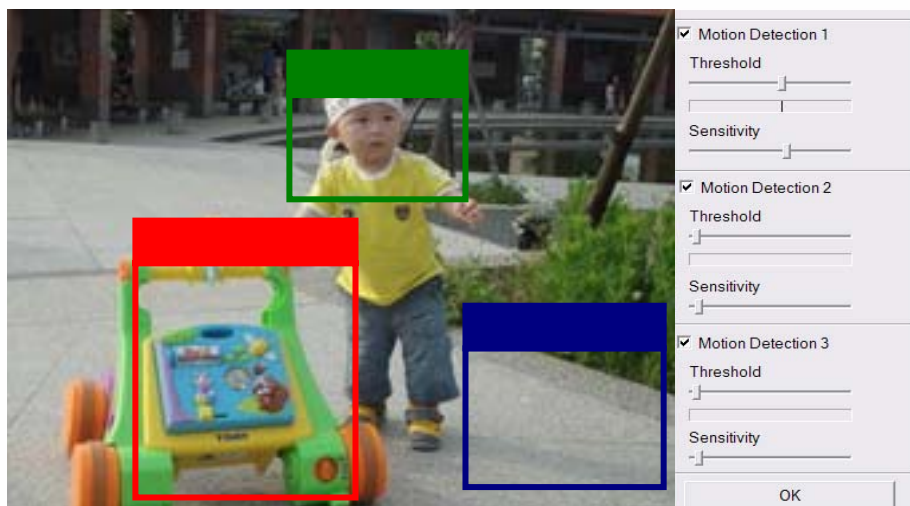 Motion Detection 1
Threshold
Sensitivity
Motion Detection 2
Threshold
Sensitivity
Motion Detection 3
Threshold
Sensitivity
OK